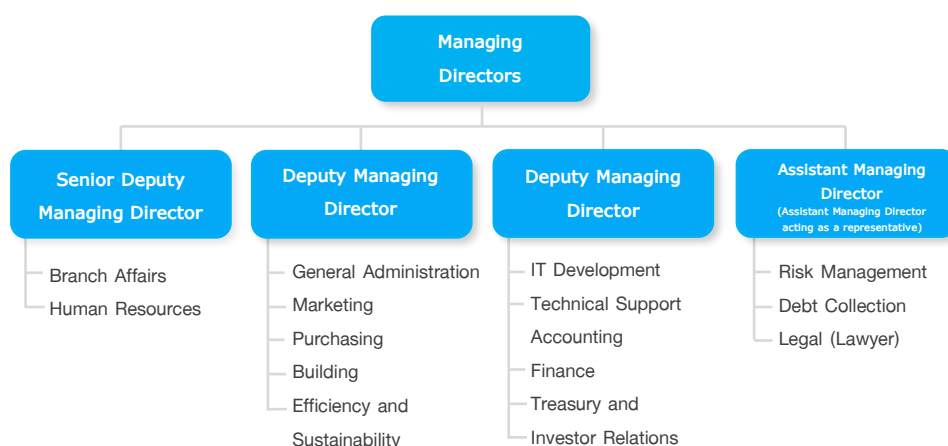 Managing
Directors
Senior Deputy
Managing Director
Branch Affairs
Human Resources
Deputy Managing
Director
General Administration
Marketing
Purchasing
Building
Efficiency and
Sustainability
Deputy Managing
Director
IT Development
Technical Support
Accounting
Finance
Treasury and
Investor Relations
Assistant Managing
Director
(Assistant Managing Director
acting as a representative)
Risk Management
Debt Collection
Legal (Lawyer)